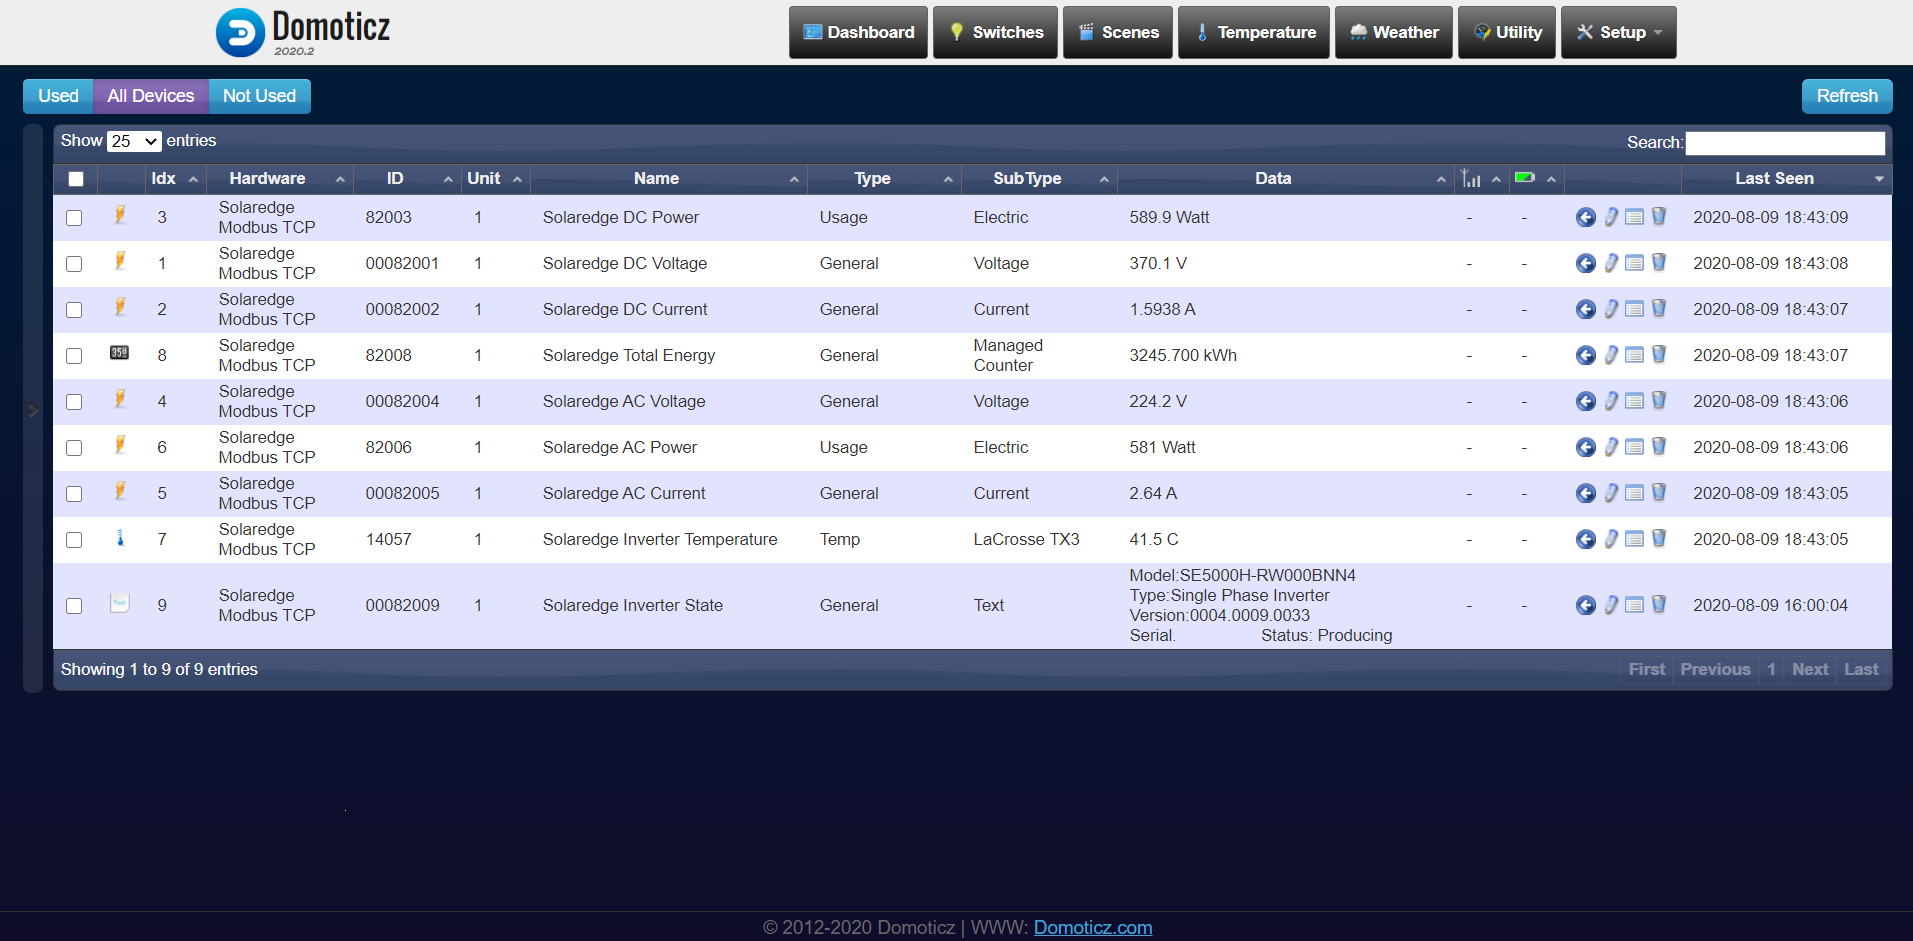 Domoticz
2020.2
Dashboard Switches Scenes Temperature Weather Utility Setup
Used All Devices Not Used Refresh
Show 25 entries Search:
Idx Hardware ID Unit Name Type SubType Data Last Seen
3 Solaredge Modbus TCP 82003 1 Solaredge DC Power Usage Electric 589.9 Watt - - 2020-08-09 18:43:09
1 Solaredge Modbus TCP 00082001 1 Solaredge DC Voltage General Voltage 370.1 V - - 2020-08-09 18:43:08
2 Solaredge Modbus TCP 00082002 1 Solaredge DC Current General Current 1.5938 A - - 2020-08-09 18:43:07
8 Solaredge Modbus TCP 82008 1 Solaredge Total Energy General Managed Counter 3245.700 kWh - - 2020-08-09 18:43:07
4 Solaredge Modbus TCP 00082004 1 Solaredge AC Voltage General Voltage 224.2 V - - 2020-08-09 18:43:06
6 Solaredge Modbus TCP 82006 1 Solaredge AC Power Usage Electric 581 Watt - - 2020-08-09 18:43:06
5 Solaredge Modbus TCP 00082005 1 Solaredge AC Current General Current 2.64 A - - 2020-08-09 18:43:05
7 Solaredge Modbus TCP 14057 1 Solaredge Inverter Temperature Temp LaCrosse TX3 41.5 C - - 2020-08-09 18:43:05
9 Solaredge Modbus TCP 00082009 1 Solaredge Inverter State General Text Model:SE5000H-RW000BNN4
Type:Single Phase Inverter
Version:0004.0009.0033
Serial. Status: Producing - - 2020-08-09 16:00:04
Showing 1 to 9 of 9 entries First Previous 1 Next Last
© 2012-2020 Domoticz | WWW: Domoticz.com